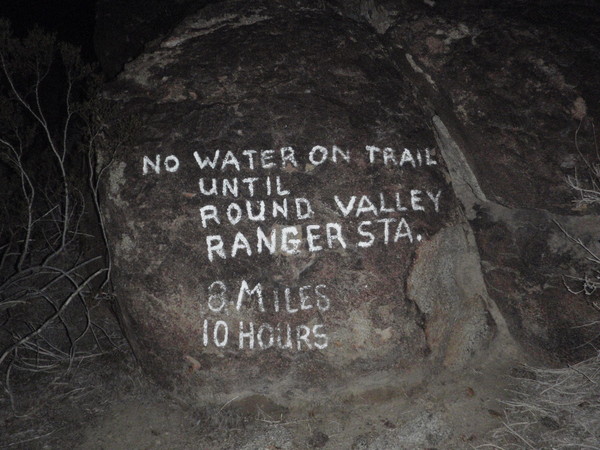 NO WATER ON TRAIL
UNTIL
ROUND VALLEY
RANGER STA.
8 MILES
10 HOURS